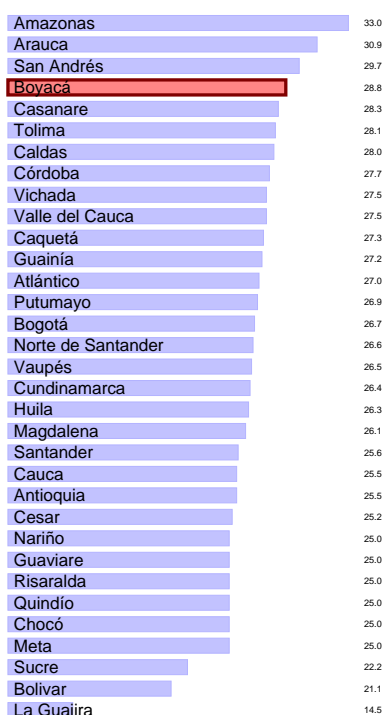 Amazonas 33.0
Arauca 30.9
San Andrés 29.7
Boyacá 28.8
Casanare 28.3
Tolima 28.1
Caldas 28.0
Córdoba 27.7
Vichada 27.5
Valle del Cauca 27.5
Caquetá 27.3
Guainía 27.2
Atlántico 27.0
Putumayo 26.9
Bogotá 26.7
Norte de Santander 26.6
Vaupés 26.5
Cundinamarca 26.4
Huila 26.3
Magdalena 26.1
Santander 25.6
Cauca 25.5
Antioquia 25.5
Cesar 25.2
Nariño 25.0
Guaviare 25.0
Risaralda 25.0
Quindío 25.0
Chocó 25.0
Meta 25.0
Sucre 22.2
Bolivar 21.1
La Guajira 14.5